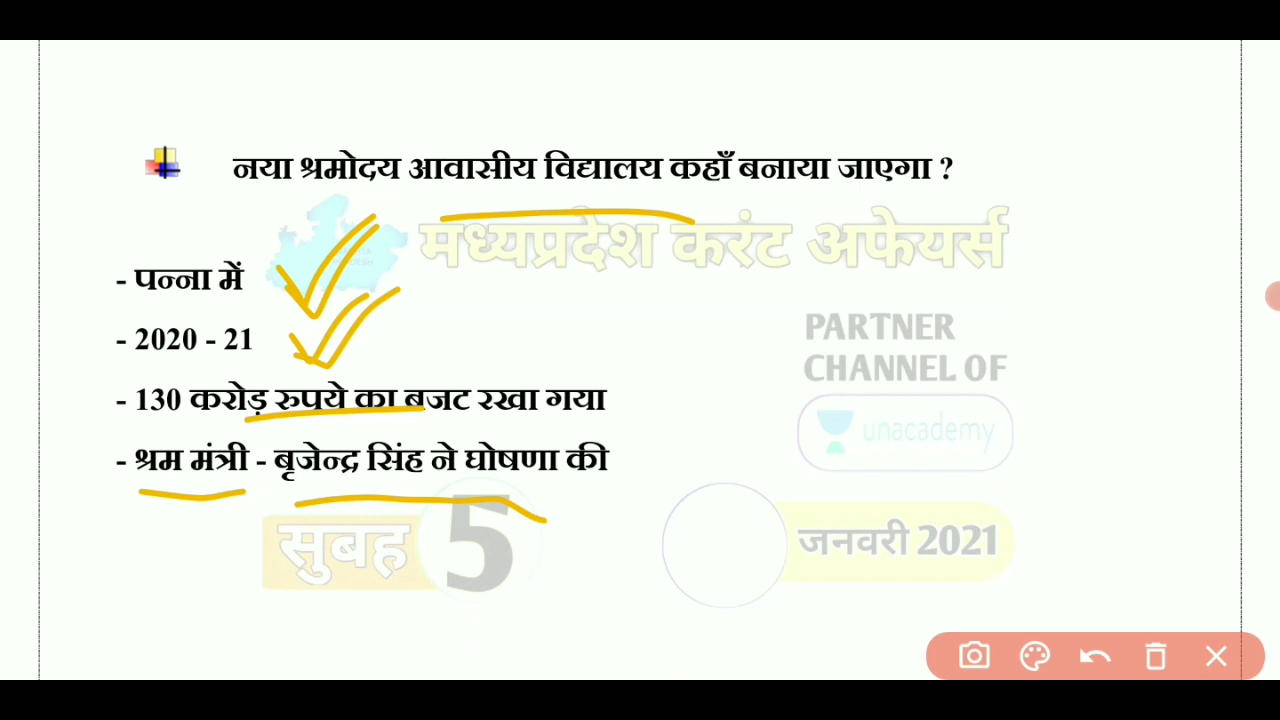 नया श्रमोदय आवासीय विद्यालय कहाँ बनाया जाएगा ?
मध्यप्रदेश करंट अफेयर्स
- पन्ना में
- 2020 - 21
PARTNER
CHANNEL OF
- 130 करोड़ रुपये का बजट रखा गया
unacademy
- श्रम मंत्री - बृजेन्द्र सिंह ने घोषणा की
सुबह 5
जनवरी 2021